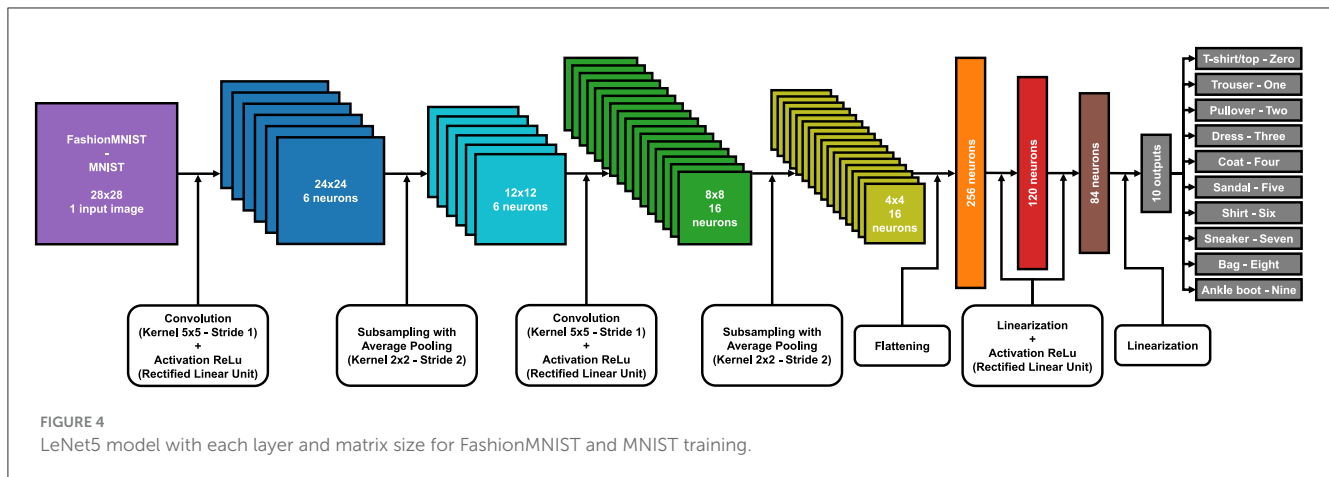 FashionMNIST
-
MNIST
28x28
1 input image
24x24
6 neurons
12x12
6 neurons
8x8
16
neurons
4x4
16
neurons
256 neurons
120 neurons
84 neurons
10 outputs
T-shirt/top - Zero
Trouser - One
Pullover - Two
Dress - Three
Coat - Four
Sandal - Five
Shirt - Six
Sneaker - Seven
Bag - Eight
Ankle boot - Nine
Convolution
(Kernel 5x5 - Stride 1)
+
Activation ReLu
(Rectified Linear Unit)
Subsampling with
Average Pooling
(Kernel 2x2 - Stride 2)
Convolution
(Kernel 5x5 - Stride 1)
+
Activation ReLu
(Rectified Linear Unit)
Subsampling with
Average Pooling
(Kernel 2x2 - Stride 2)
Flattening
Linearization
+
Activation ReLu
(Rectified Linear Unit)
Linearization
FIGURE 4
LeNet5 model with each layer and matrix size for FashionMNIST and MNIST training.